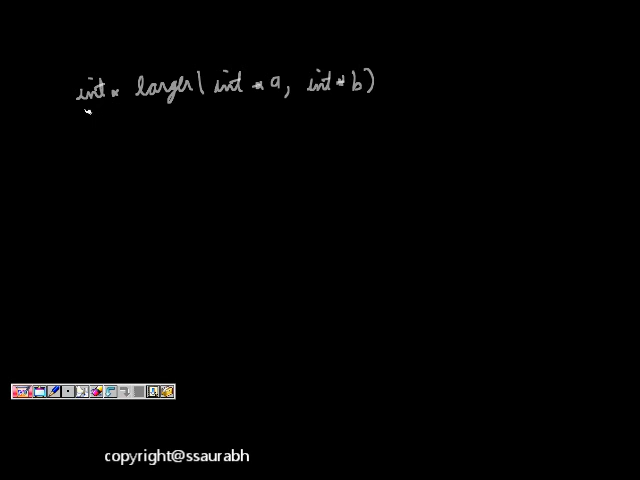 int* larger( int *a, int* b)
copyright@ssaurabh